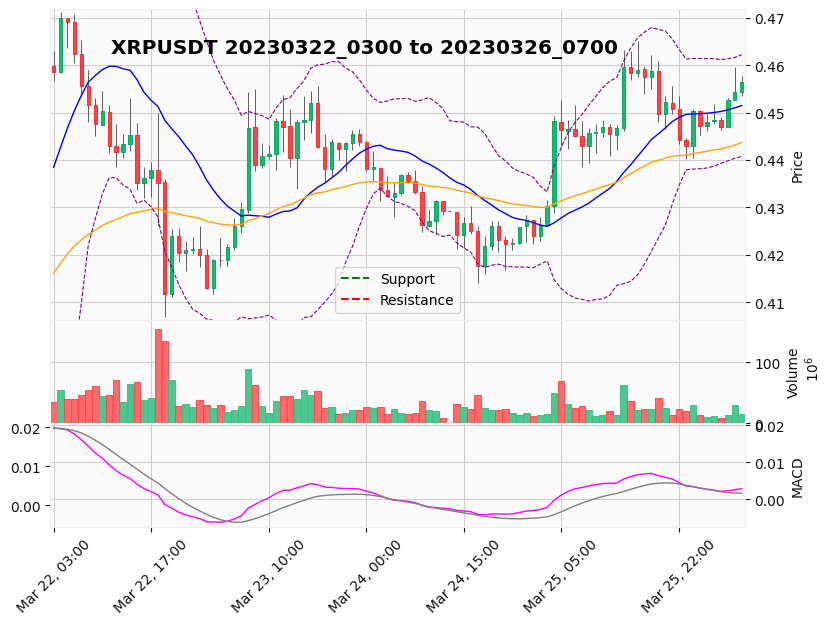 XRPUSDT 20230322_0300 to 20230326_0700
0.47
0.46
0.45
0.44
0.43
0.42
0.41
Price
Support
Resistance
100
0
Volume
10^6
0.02
0.01
0.00
0.02
0.01
0.00
MACD
Mar 22, 03:00
Mar 22, 17:00
Mar 23, 10:00
Mar 24, 00:00
Mar 24, 15:00
Mar 25, 05:00
Mar 25, 22:00